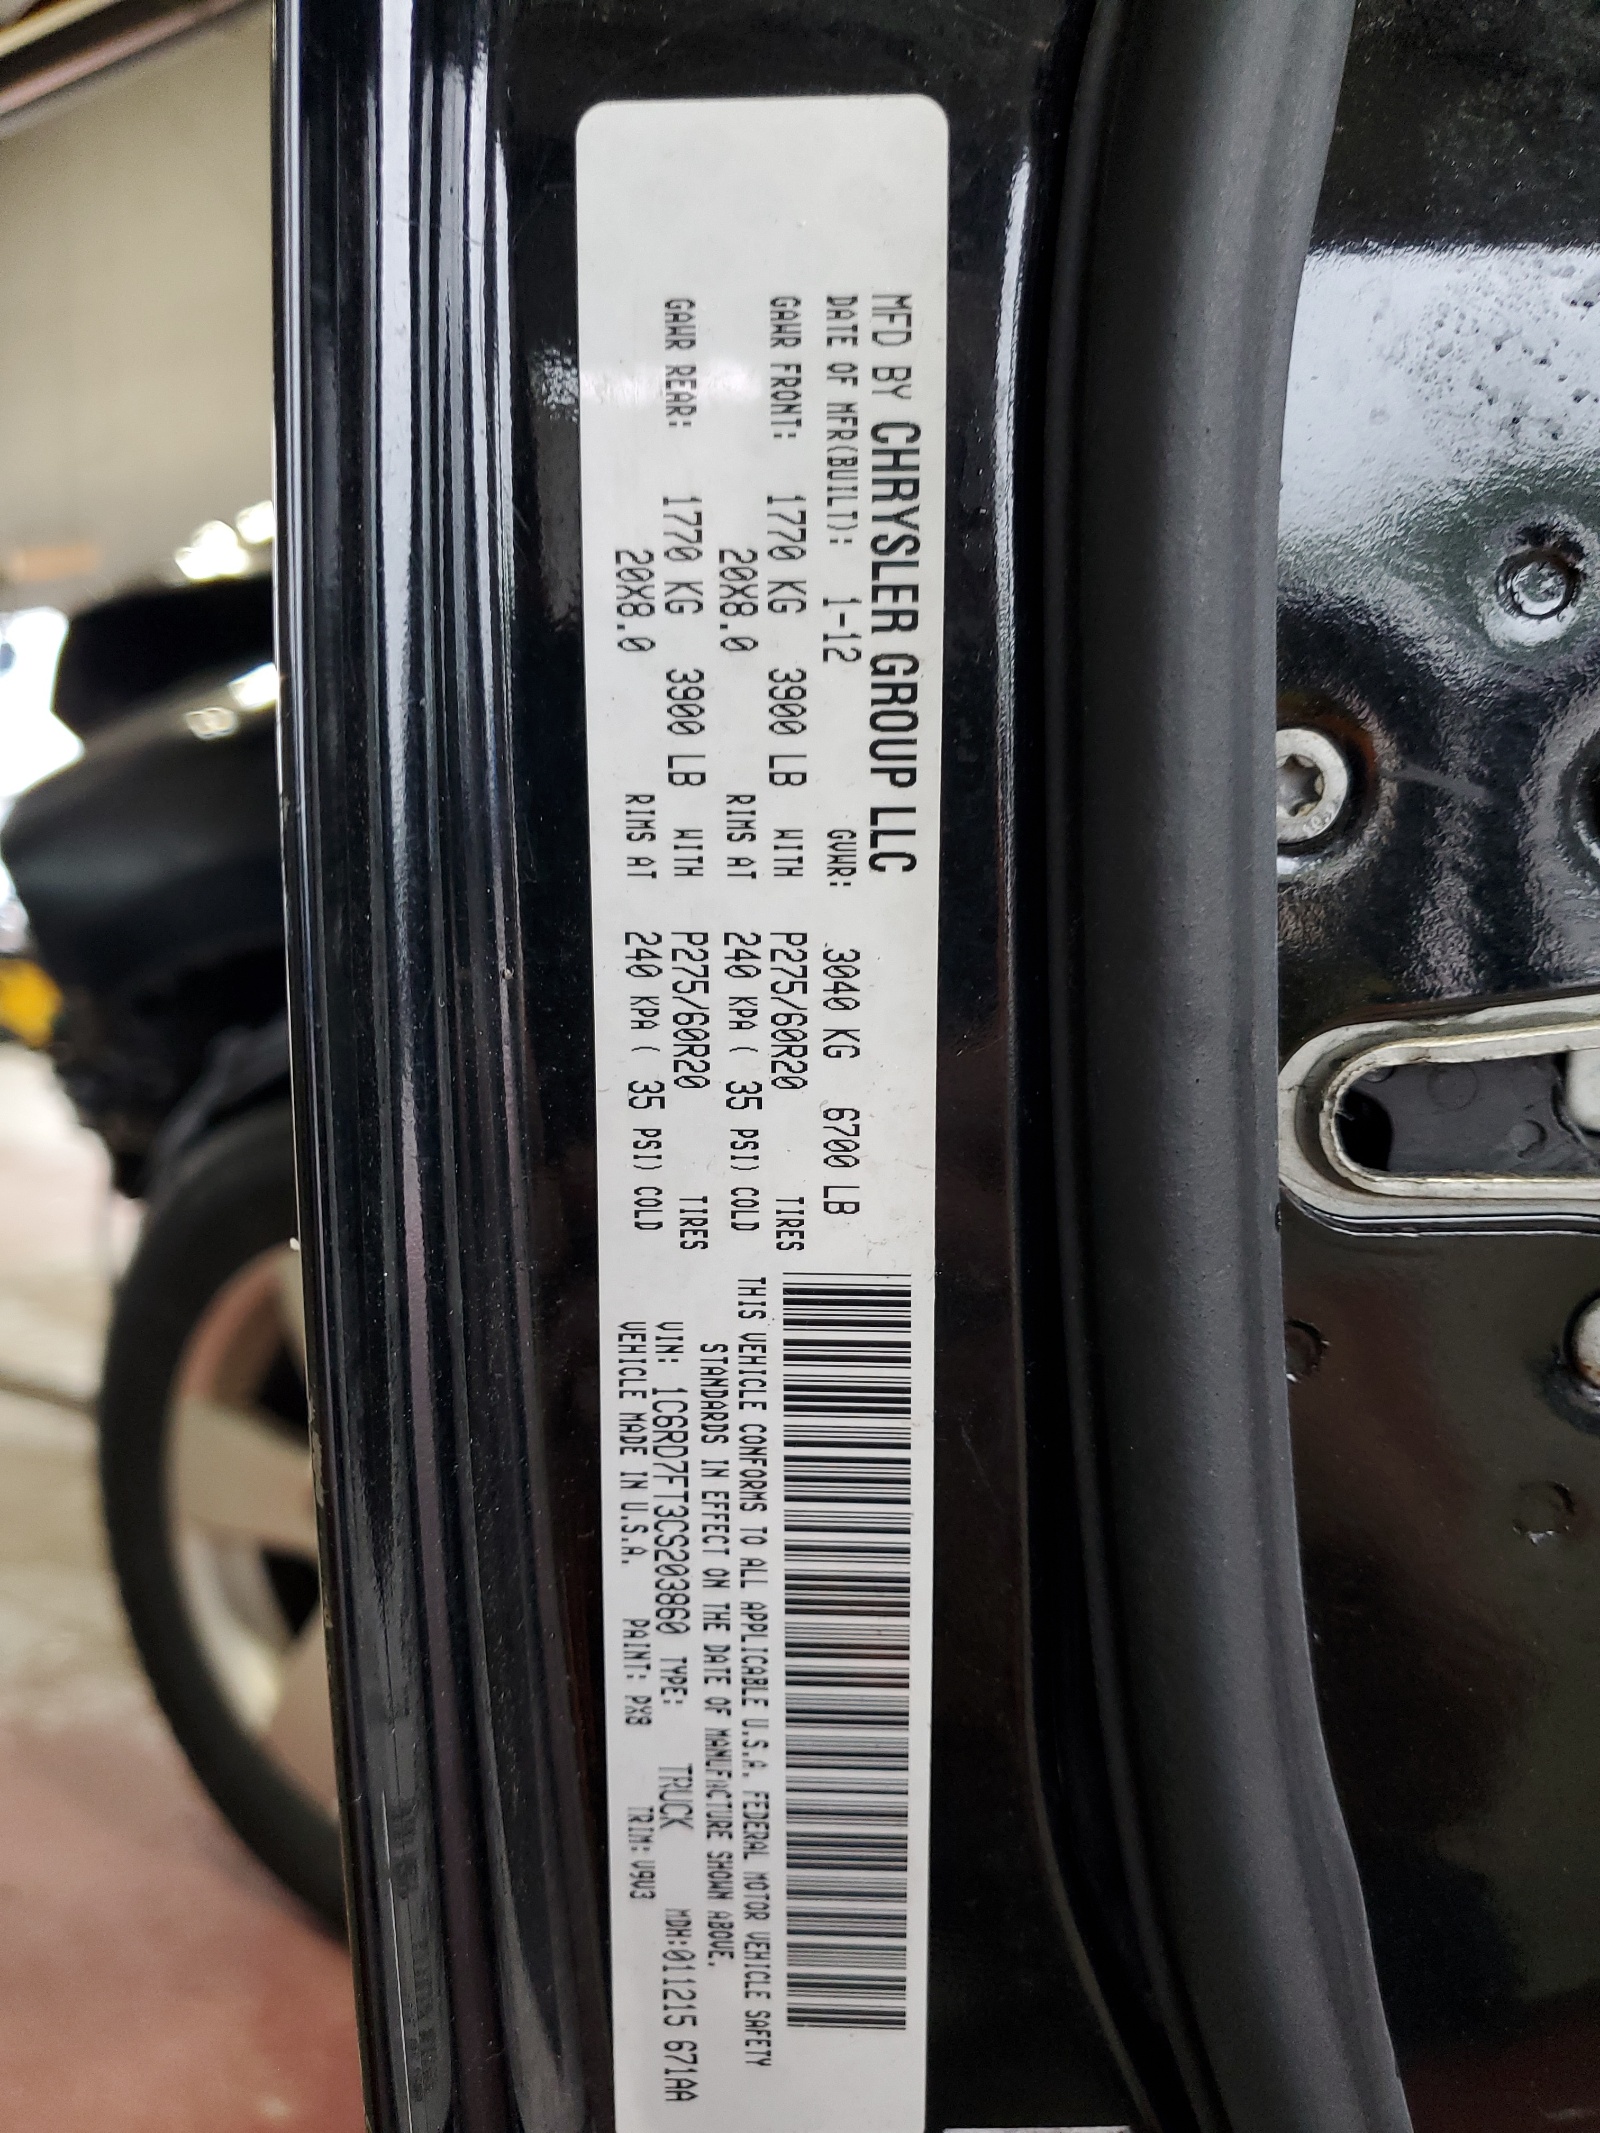 MFD BY CHRYSLER GROUP LLC
DATE OF MFR(BUILT): 1-12 GVWR: 3040 KG 6700 LB
GAWR FRONT: 1770 KG 3900 LB WITH P275/60R20 TIRES
20X8.0 RIMS AT 240 KPA ( 35 PSI) COLD
GAWR REAR: 1770 KG 3900 LB WITH P275/60R20 TIRES
20X8.0 RIMS AT 240 KPA ( 35 PSI) COLD
THIS VEHICLE CONFORMS TO ALL APPLICABLE U.S.A. FEDERAL MOTOR VEHICLE SAFETY
STANDARDS IN EFFECT ON THE DATE OF MANUFACTURE SHOWN ABOVE.
VIN: 1C6RD7FT3CS203860 TYPE: TRUCK MDH:011215 671AA
VEHICLE MADE IN U.S.A. PAINT: PX8 TRIM: V9V3